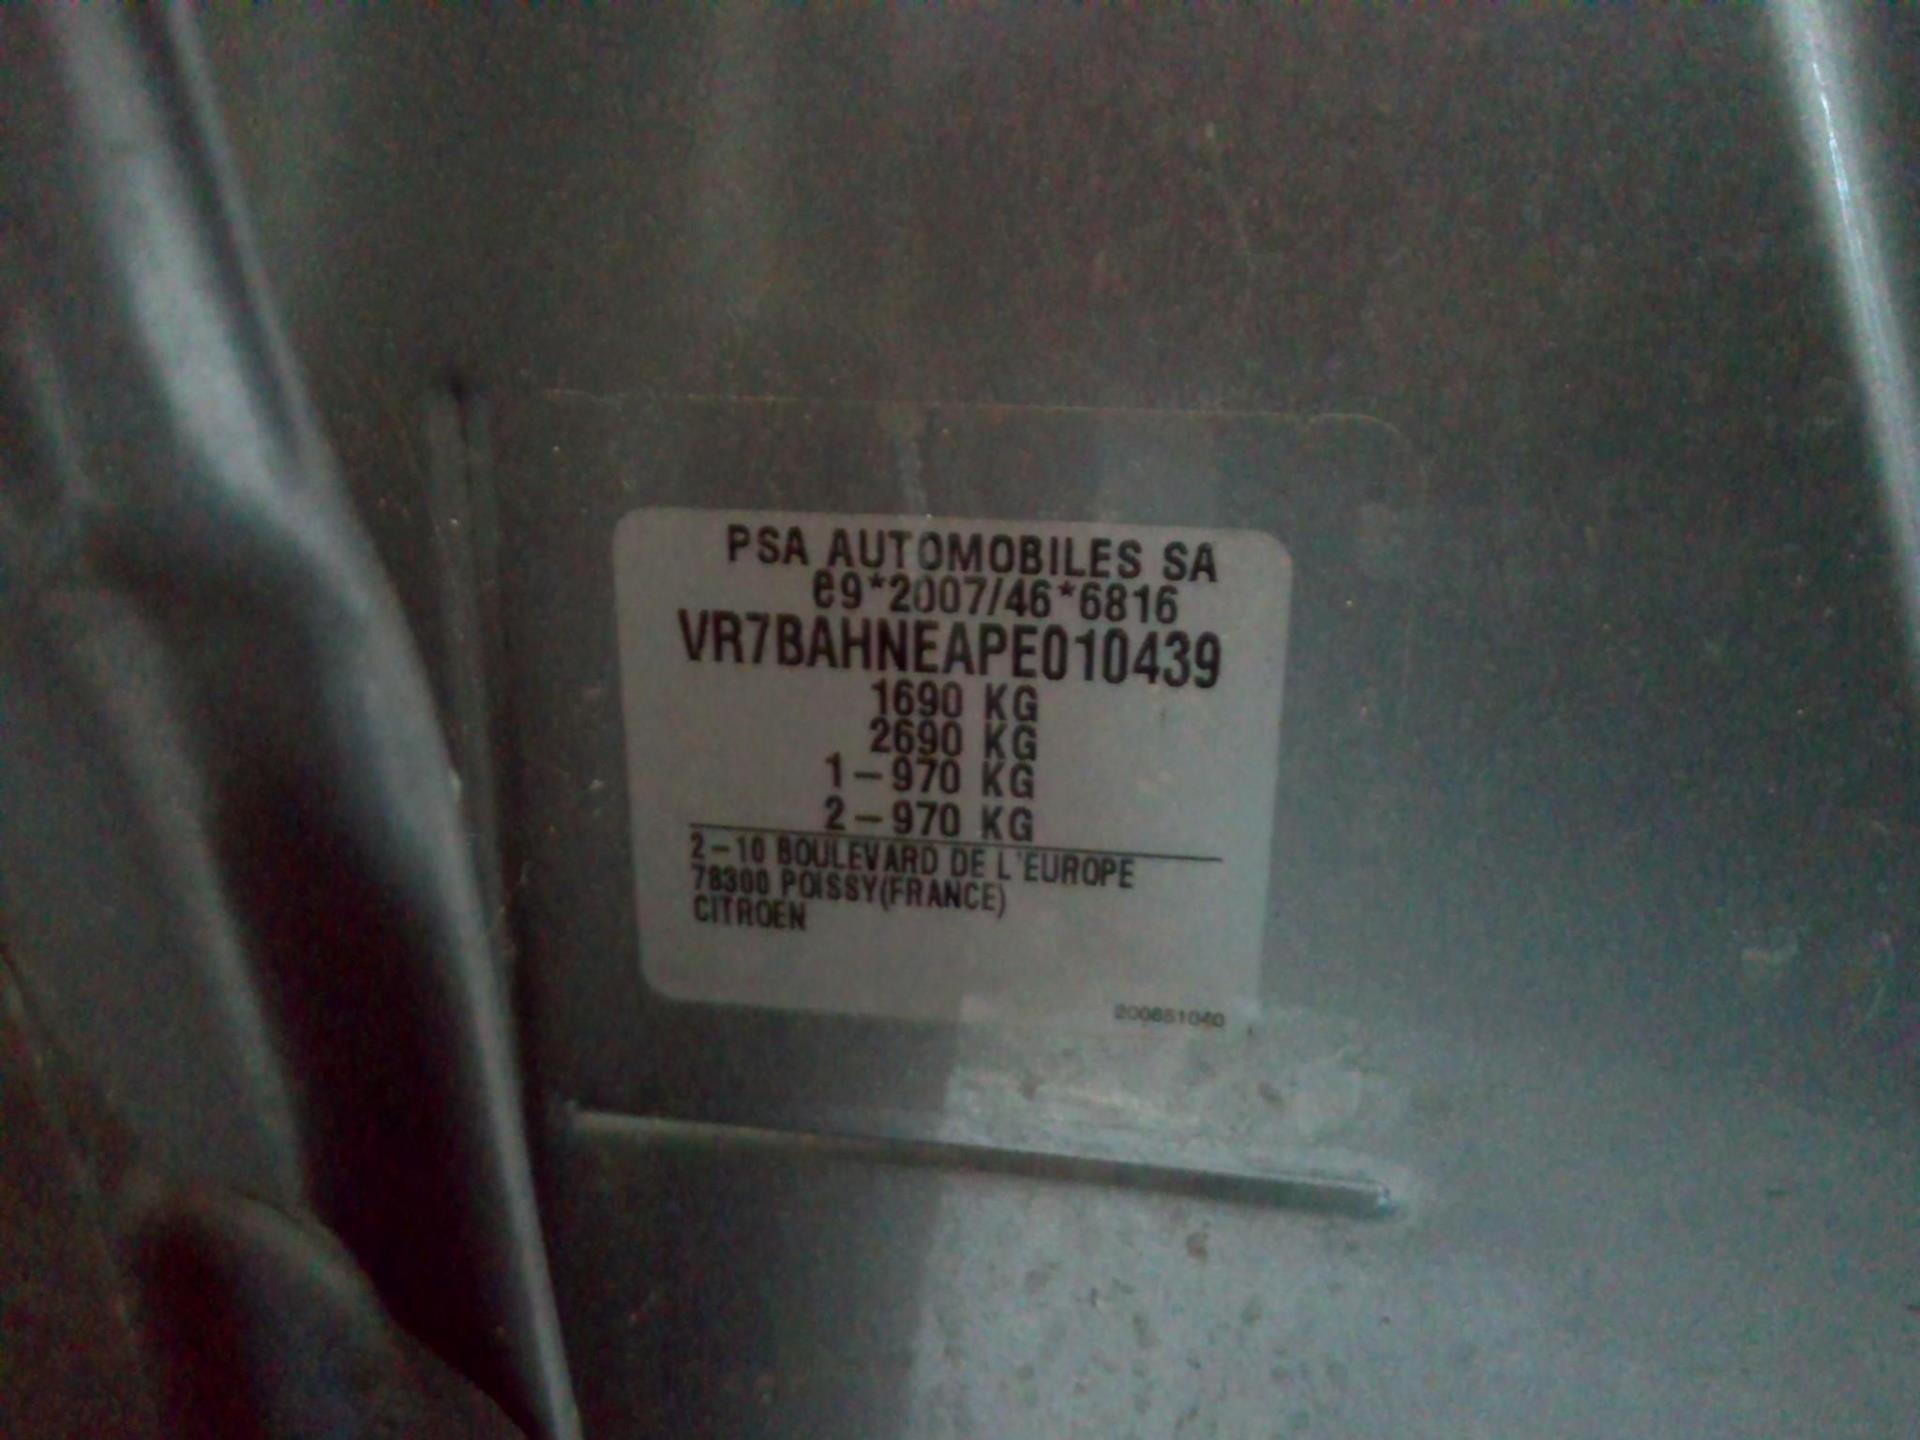 PSA AUTOMOBILES SA
e9*2007/46*6816
VR7BAHNEAPE010439
1690 KG
2690 KG
1-970 KG
2-970 KG
2-10 BOULEVARD DE L'EUROPE
78300 POISSY(FRANCE)
CITROEN